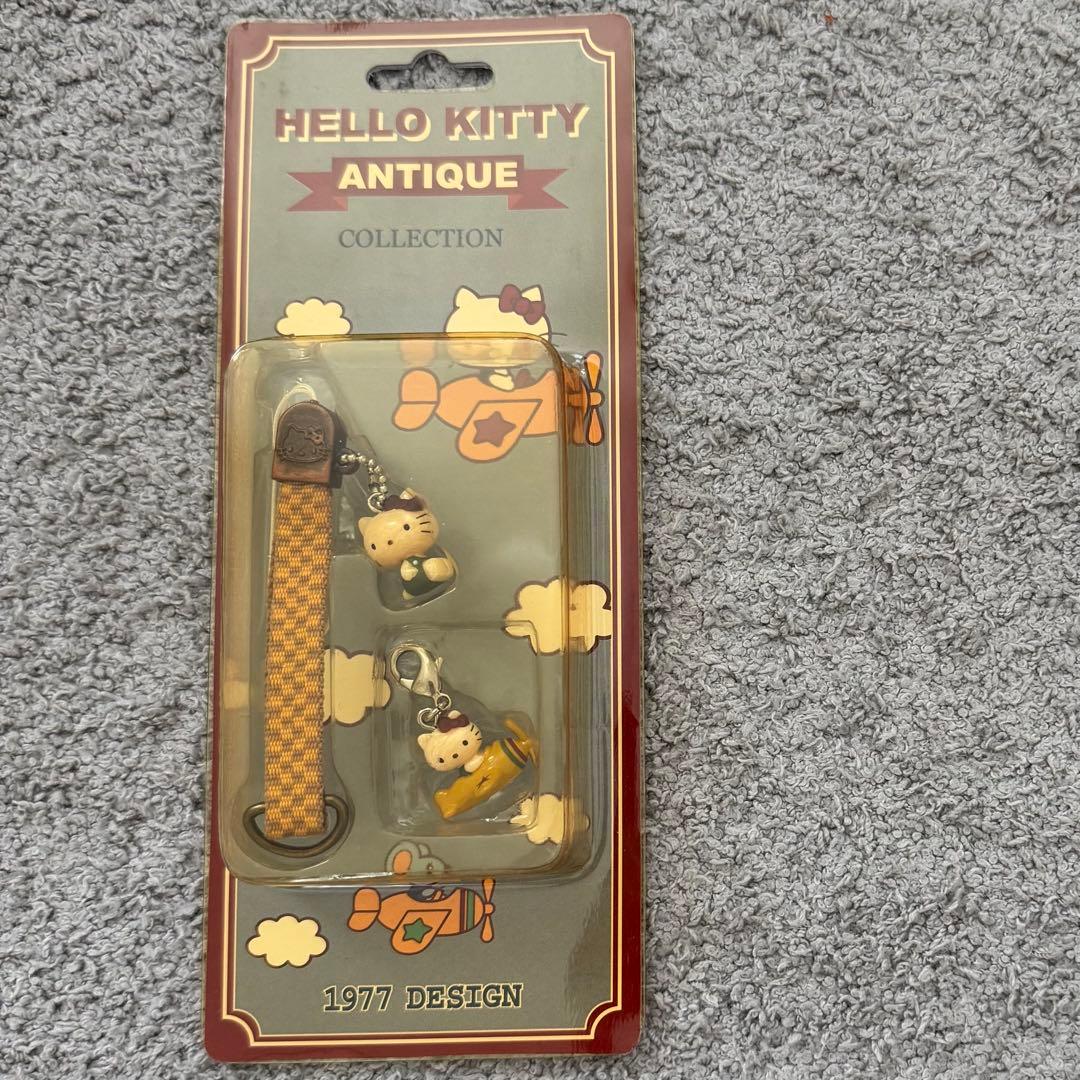 HELLO KITTY
ANTIQUE
COLLECTION
1977 DESIGN